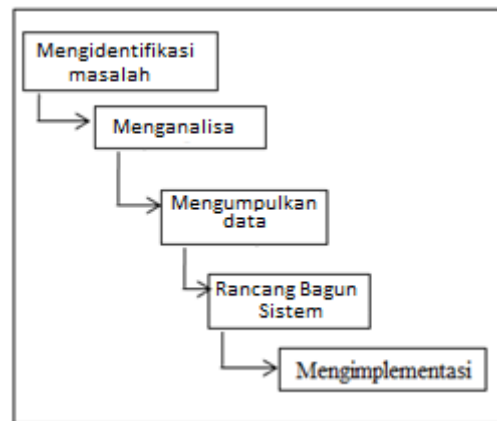 Mengidentifikasi
masalah
Menganalisa
Mengumpulkan
data
Rancang Bagun
Sistem
Mengimplementasi